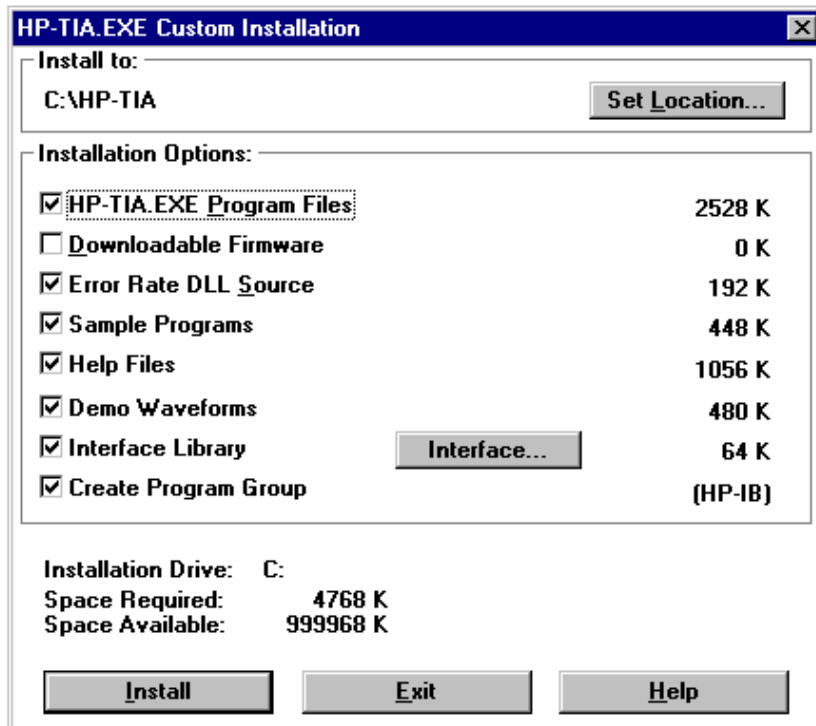 HP-TIA.EXE Custom Installation
Install to:
C:\HP-TIA
Set Location...
Installation Options:
HP-TIA.EXE Program Files 2528 K
Downloadable Firmware 0 K
Error Rate DLL Source 192 K
Sample Programs 448 K
Help Files 1056 K
Demo Waveforms 480 K
Interface Library Interface... 64 K
Create Program Group (HP-IB)
Installation Drive: C:
Space Required: 4768 K
Space Available: 999968 K
Install Exit Help